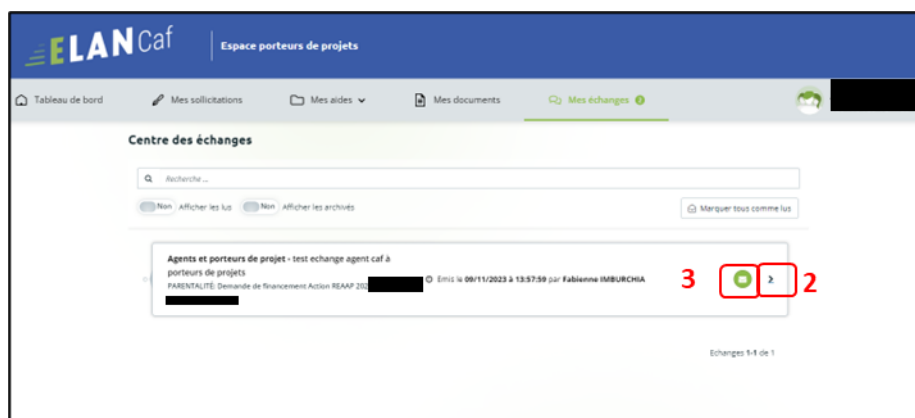 ELAN Caf
Espace porteurs de projets
Tableau de bord
Mes sollicitations
Mes aides
Mes documents
Mes échanges
Centre des échanges
Recherche ...
Non Afficher les lus
Non Afficher les archivés
Marquer tous comme lus
Agents et porteurs de projet - test echange agent caf à
porteurs de projets
PARENTALITÉ: Demande de financement Action REAAP 202
Emis le 09/11/2023 à 13:57:59 par Fabienne IMBURCHIA
3
2
Echanges 1-1 de 1